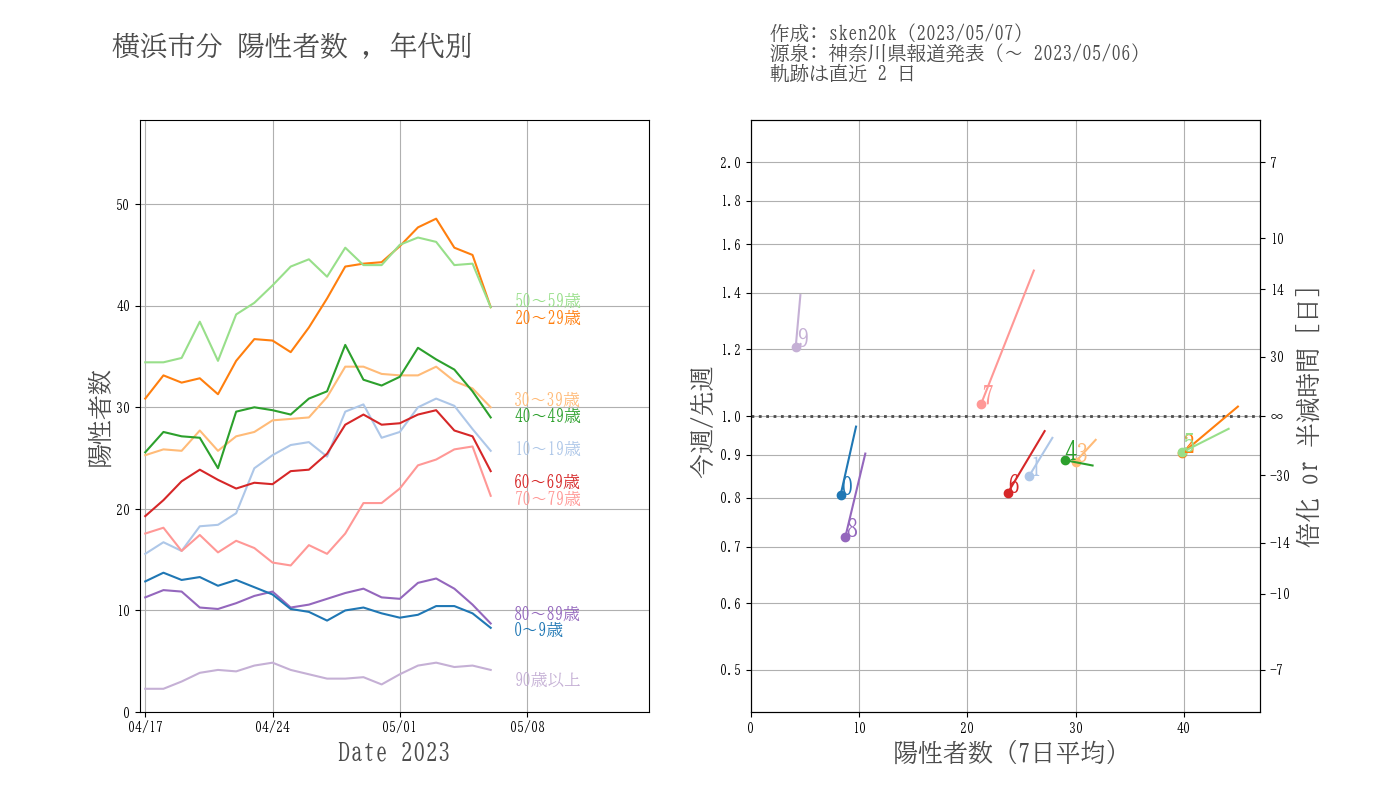 横浜市分 陽性者数 , 年代別
作成: sken20k (2023/05/07)
源泉: 神奈川県報道発表 (～ 2023/05/06)
軌跡は直近 2 日
陽性者数
50
40
30
20
10
0
04/17
04/24
05/01
05/08
Date 2023
50～59歳
20～29歳
30～39歳
40～49歳
10～19歳
60～69歳
70～79歳
80～89歳
0～9歳
90歳以上
今週/先週
2.0
1.8
1.6
1.4
1.2
1.0
0.9
0.8
0.7
0.6
0.5
9
7
4
3
1
6
0
8
0
10
20
30
40
陽性者数 (7日平均)
7
10
14
30
∞
−30
−14
−10
−7
倍化 or 半減時間 [日]